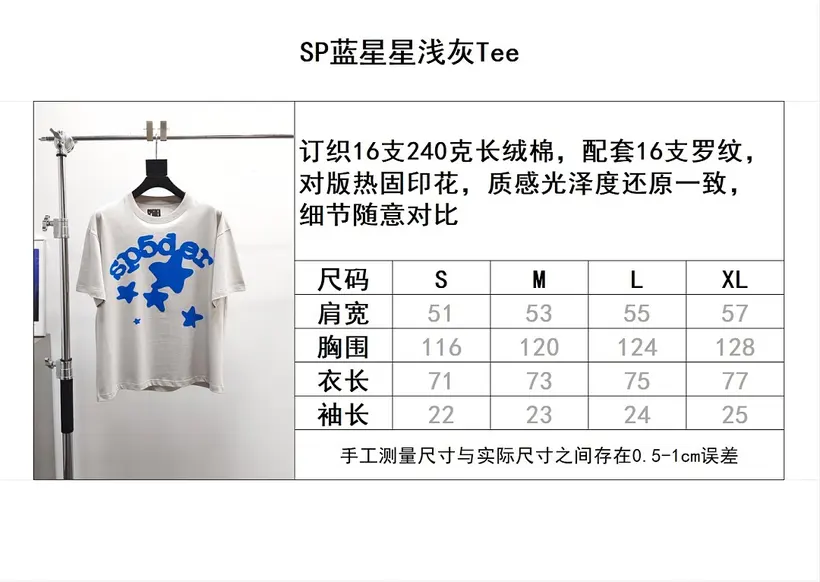 SP蓝星星浅灰Tee
订织16支240克长绒棉，配套16支罗纹，
对版热固印花，质感光泽度还原一致，
细节随意对比
sp5der
尺码 S M L XL
肩宽 51 53 55 57
胸围 116 120 124 128
衣长 71 73 75 77
袖长 22 23 24 25
手工测量尺寸与实际尺寸之间存在0.5-1cm误差